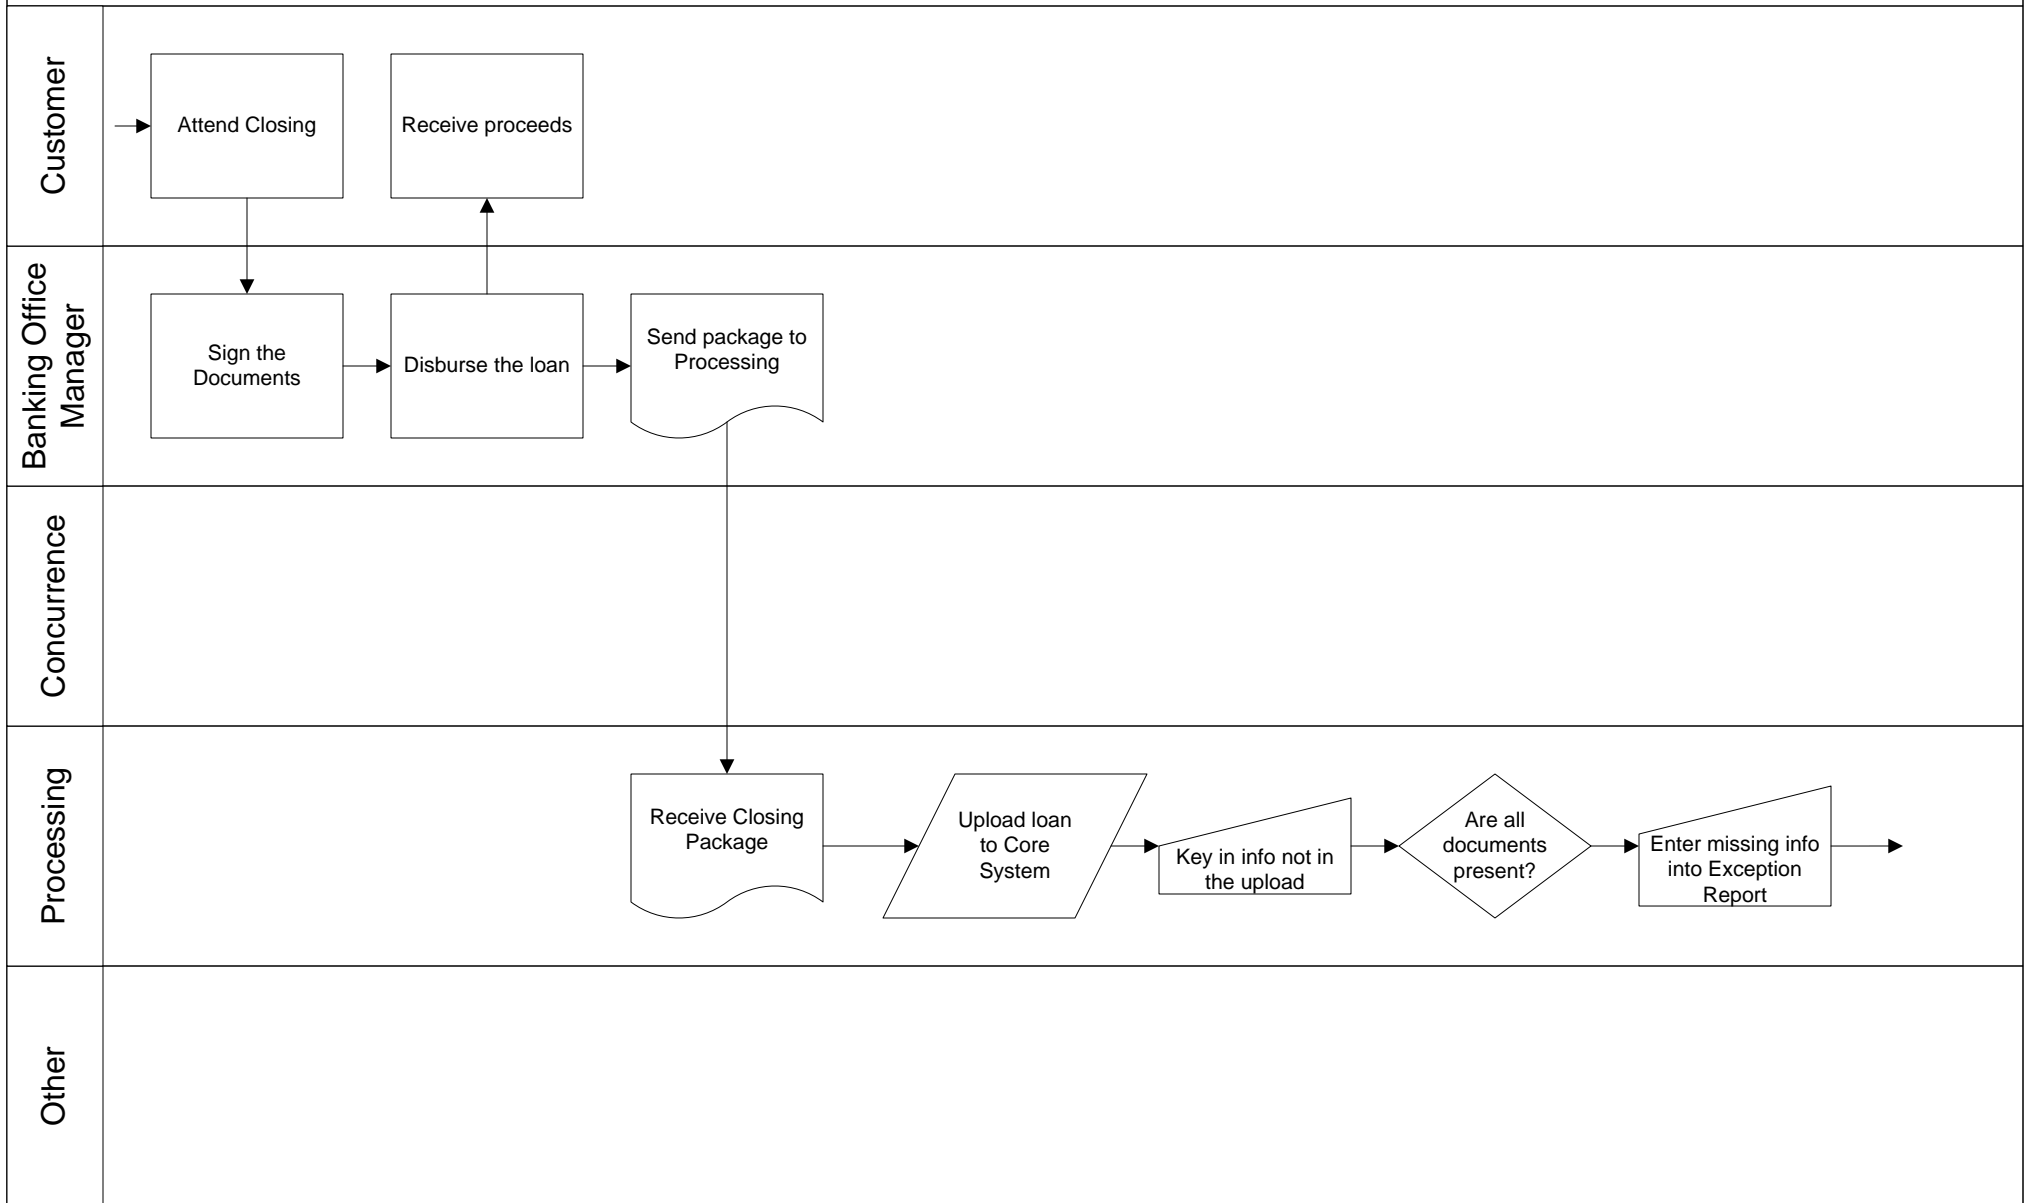 Customer
Attend Closing
Receive proceeds
Banking Office
Manager
Sign the
Documents
Disburse the loan
Send package to
Processing
Concurrence
Processing
Receive Closing
Package
Upload loan
to Core
System
Key in info not in
the upload
Are all
documents
present?
Enter missing info
into Exception
Report
Other